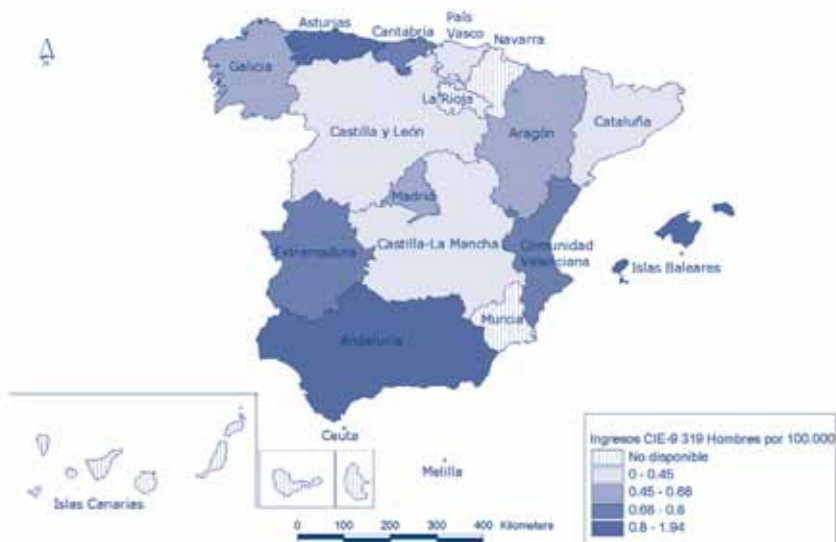 Asturias
Cantabria
País
Vasco
Navarra
Galicia
La Rioja
Castilla y León
Aragón
Cataluña
Madrid
Extremadura
Castilla-La Mancha
Comunidad
Valenciana
Islas Baleares
Murcia
Andalucía
Ceuta
Melilla
Islas Canarias
0 100 200 300 400 Kilometers
Ingresos CIE-9 319 Hombres por 100.000
No disponible
0 - 0.45
0.45 - 0.68
0.68 - 0.8
0.8 - 1.94